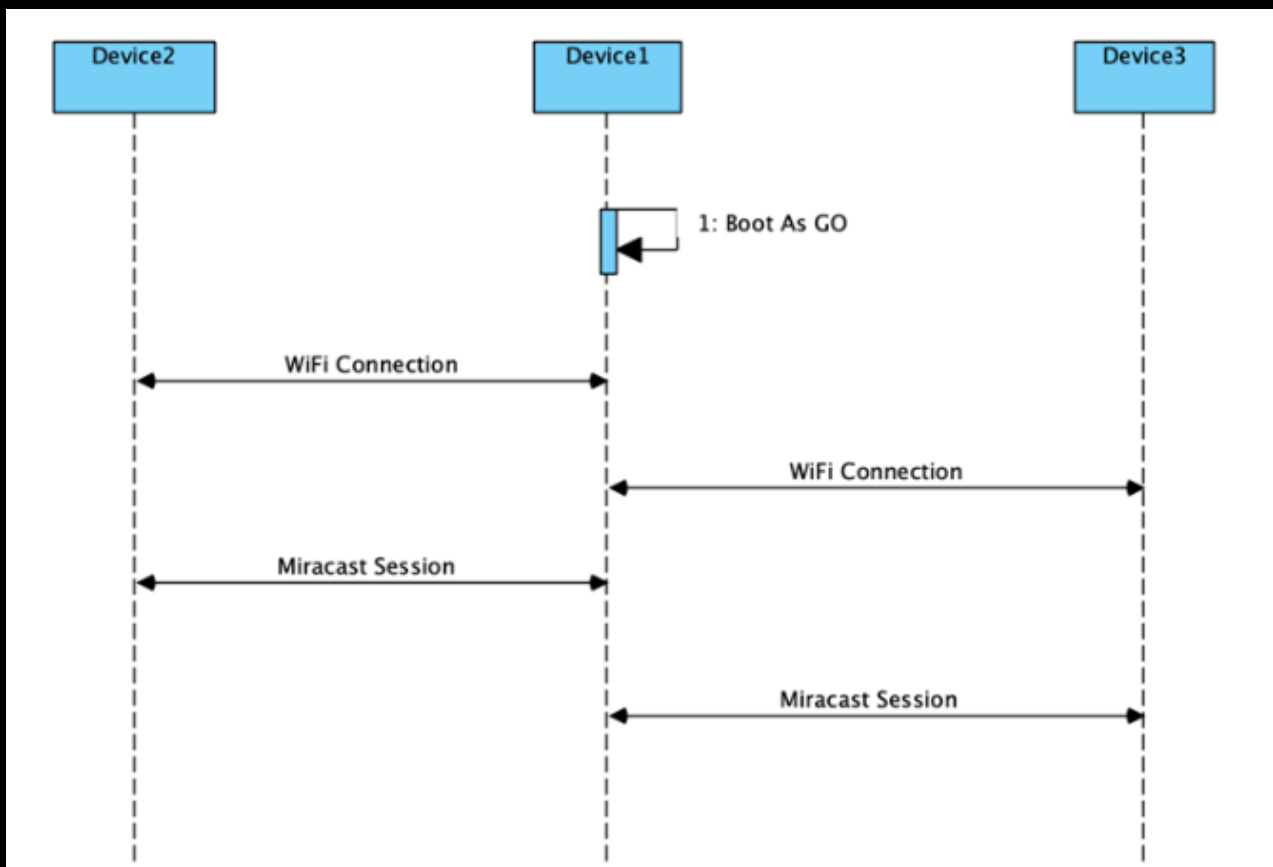 Device2
Device1
Device3
1: Boot As GO
WiFi Connection
WiFi Connection
Miracast Session
Miracast Session